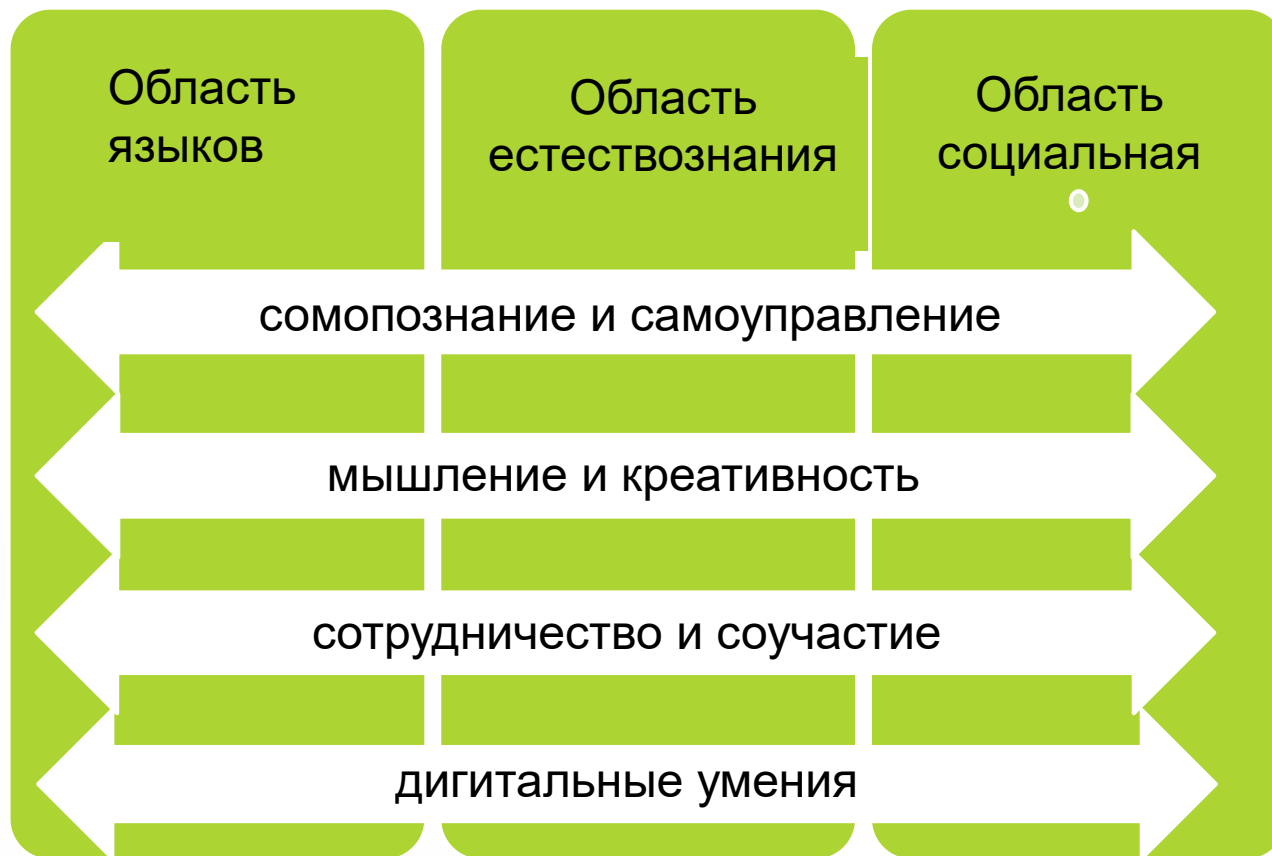 Область
языков
Область
естествознания
Область
социальная
сомопознание и самоуправление
мышление и креативность
сотрудничество и соучастие
дигитальные умения